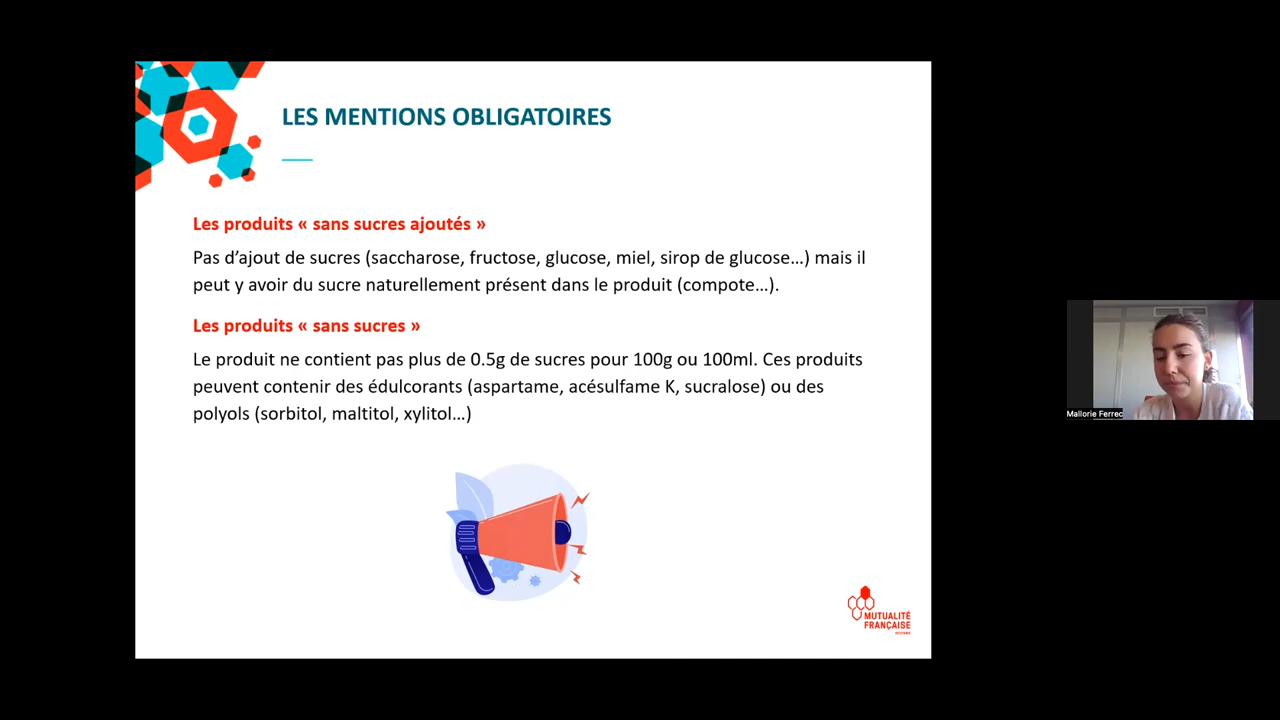 LES MENTIONS OBLIGATOIRES
Les produits « sans sucres ajoutés »
Pas d’ajout de sucres (saccharose, fructose, glucose, miel, sirop de glucose…) mais il
peut y avoir du sucre naturellement présent dans le produit (compote…).
Les produits « sans sucres »
Le produit ne contient pas plus de 0.5g de sucres pour 100g ou 100ml. Ces produits
peuvent contenir des édulcorants (aspartame, acésulfame K, sucralose) ou des
polyols (sorbitol, maltitol, xylitol…)
Mallorie Ferrec
MUTUALITÉ
FRANÇAISE